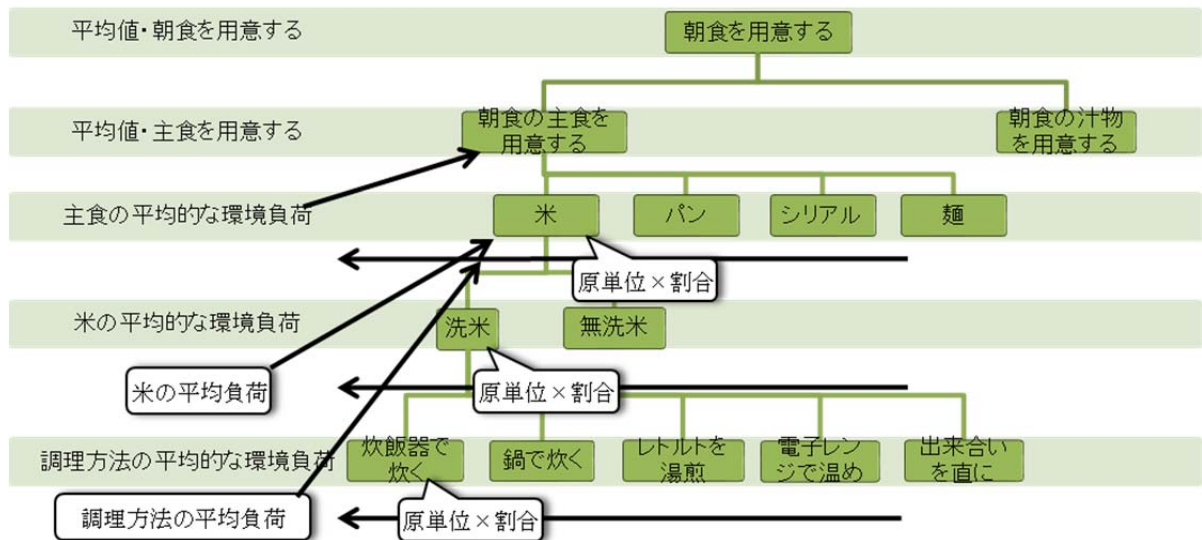 平均値・朝食を用意する
朝食を用意する
平均値・主食を用意する
朝食の主食を
用意する
朝食の汁物
を用意する
主食の平均的な環境負荷
米
パン
シリアル
麺
原単位×割合
米の平均的な環境負荷
洗米
無洗米
米の平均負荷
原単位×割合
調理方法の平均的な環境負荷
炊飯器で
炊く
鍋で炊く
レトルトを
湯煎
電子レン
ジで温め
出来合い
を直に
調理方法の平均負荷
原単位×割合